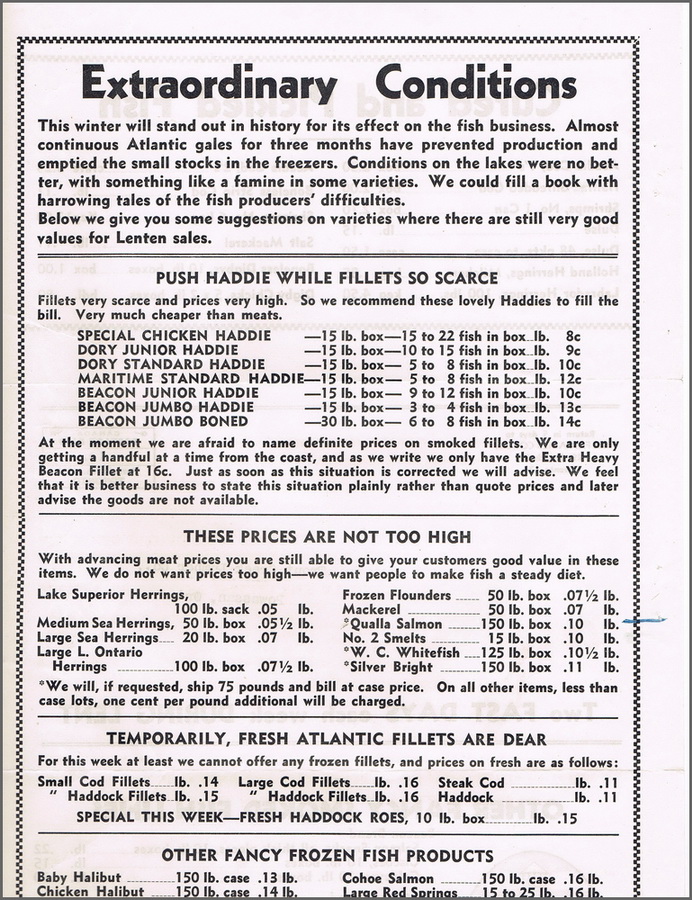 Extraordinary Conditions
This winter will stand out in history for its effect on the fish business. Almost
continuous Atlantic gales for three months have prevented production and
emptied the small stocks in the freezers. Conditions on the lakes were no bet-
ter, with something like a famine in some varieties. We could fill a book with
harrowing tales of the fish producers' difficulties.
Below we give you some suggestions on varieties where there are still very good
values for Lenten sales.
PUSH HADDIE WHILE FILLETS SO SCARCE
Fillets very scarce and prices very high. So we recommend these lovely Haddies to fill the
bill. Very much cheaper than meats.
SPECIAL CHICKEN HADDIE —15 lb. box—15 to 22 fish in box..lb. 8c
DORY JUNIOR HADDIE —15 lb. box—10 to 15 fish in box..lb. 9c
DORY STANDARD HADDIE —15 lb. box— 5 to 8 fish in box..lb. 10c
MARITIME STANDARD HADDIE—15 lb. box— 5 to 8 fish in box..lb. 12c
BEACON JUNIOR HADDIE —15 lb. box— 9 to 12 fish in box..lb. 10c
BEACON JUMBO HADDIE —15 lb. box— 3 to 4 fish in box..lb. 13c
BEACON JUMBO BONED —30 lb. box— 6 to 8 fish in box..lb. 14c
At the moment we are afraid to name definite prices on smoked fillets. We are only
getting a handful at a time from the coast, and as we write we only have the Extra Heavy
Beacon Fillet at 16c. Just as soon as this situation is corrected we will advise. We feel
that it is better business to state this situation plainly rather than quote prices and later
advise the goods are not available.
THESE PRICES ARE NOT TOO HIGH
With advancing meat prices you are still able to give your customers good value in these
items. We do not want prices too high—we want people to make fish a steady diet.
Lake Superior Herrings,
100 lb. sack .05 lb.
Medium Sea Herrings, 50 lb. box .05½ lb.
Large Sea Herrings.... 20 lb. box .07 lb.
Large L. Ontario
Herrings ............100 lb. box .07½ lb.
Frozen Flounders ...... 50 lb. box .07½ lb.
Mackerel .............. 50 lb. box .07 lb.
*Qualla Salmon ........150 lb. box .10 lb.
No. 2 Smelts .......... 15 lb. box .10 lb.
*W. C. Whitefish ....125 lb. box .10½ lb.
*Silver Bright ........150 lb. box .11 lb.
*We will, if requested, ship 75 pounds and bill at case price. On all other items, less than
case lots, one cent per pound additional will be charged.
TEMPORARILY, FRESH ATLANTIC FILLETS ARE DEAR
For this week at least we cannot offer any frozen fillets, and prices on fresh are as follows:
Small Cod Fillets......lb. .14 Large Cod Fillets......lb. .16 Steak Cod ................lb. .11
" Haddock Fillets..lb. .15 " Haddock Fillets..lb. .16 Haddock ................lb. .11
SPECIAL THIS WEEK—FRESH HADDOCK ROES, 10 lb. box............lb. .15
OTHER FANCY FROZEN FISH PRODUCTS
Baby Halibut ............150 lb. case .13 lb.
Chicken Halibut ......150 lb. case .14 lb.
Cohoe Salmon ..........150 lb. case .16 lb.
Large Red Springs.... 15 to 25 lb. .16 lb.